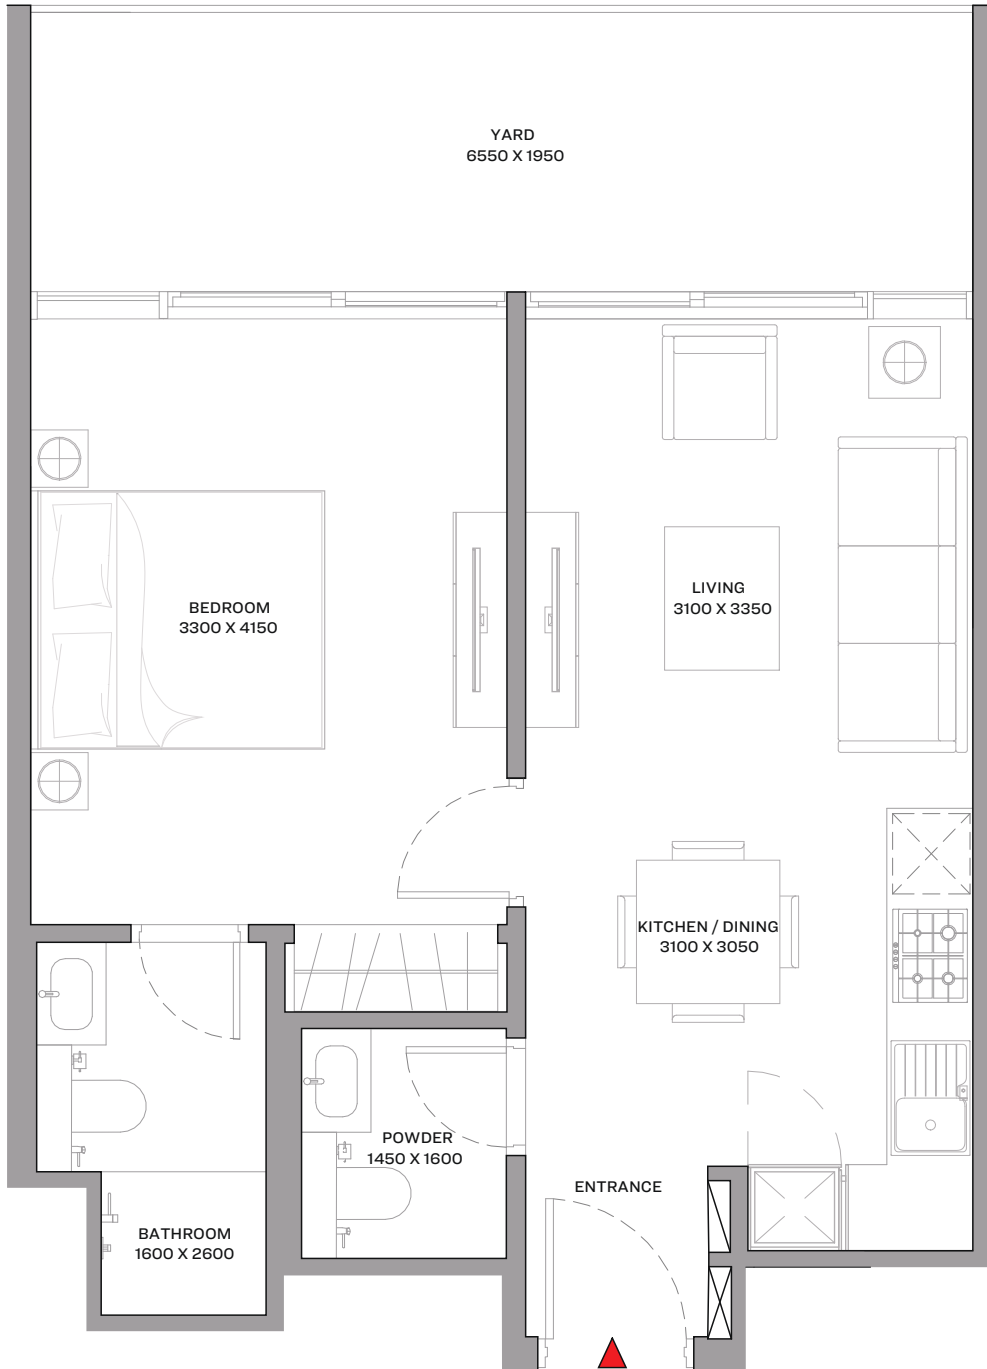 YARD
6550 X 1950
BEDROOM
3300 X 4150
LIVING
3100 X 3350
KITCHEN / DINING
3100 X 3050
POWDER
1450 X 1600
ENTRANCE
BATHROOM
1600 X 2600